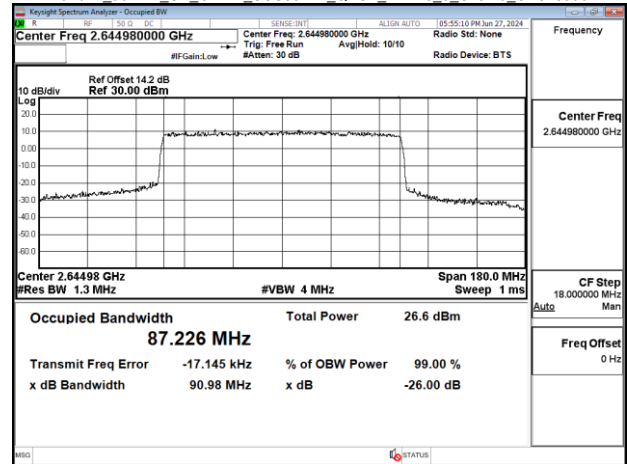 Keysight Spectrum Analyzer - Occupied BW
R RF 50 Ω DC SENSE:INT ALIGN AUTO 05:55:10 PM Jun 27, 2024
Center Freq 2.644980000 GHz Center Freq: 2.644980000 GHz Radio Std: None Frequency
Trig: Free Run Avg|Hold: 10/10
#IFGain:Low #Atten: 30 dB Radio Device: BTS
Ref Offset 14.2 dB
10 dB/div Ref 30.00 dBm
Log
20.0
10.0
0.00
-10.0
-20.0
-30.0
-40.0
-50.0
-60.0
Center Freq
2.644980000 GHz
Center 2.64498 GHz Span 180.0 MHz
#Res BW 1.3 MHz #VBW 4 MHz Sweep 1 ms
CF Step
18.000000 MHz
Auto Man
Occupied Bandwidth Total Power 26.6 dBm
87.226 MHz
Transmit Freq Error -17.145 kHz % of OBW Power 99.00 %
x dB Bandwidth 90.98 MHz x dB -26.00 dB
Freq Offset
0 Hz
MSG STATUS